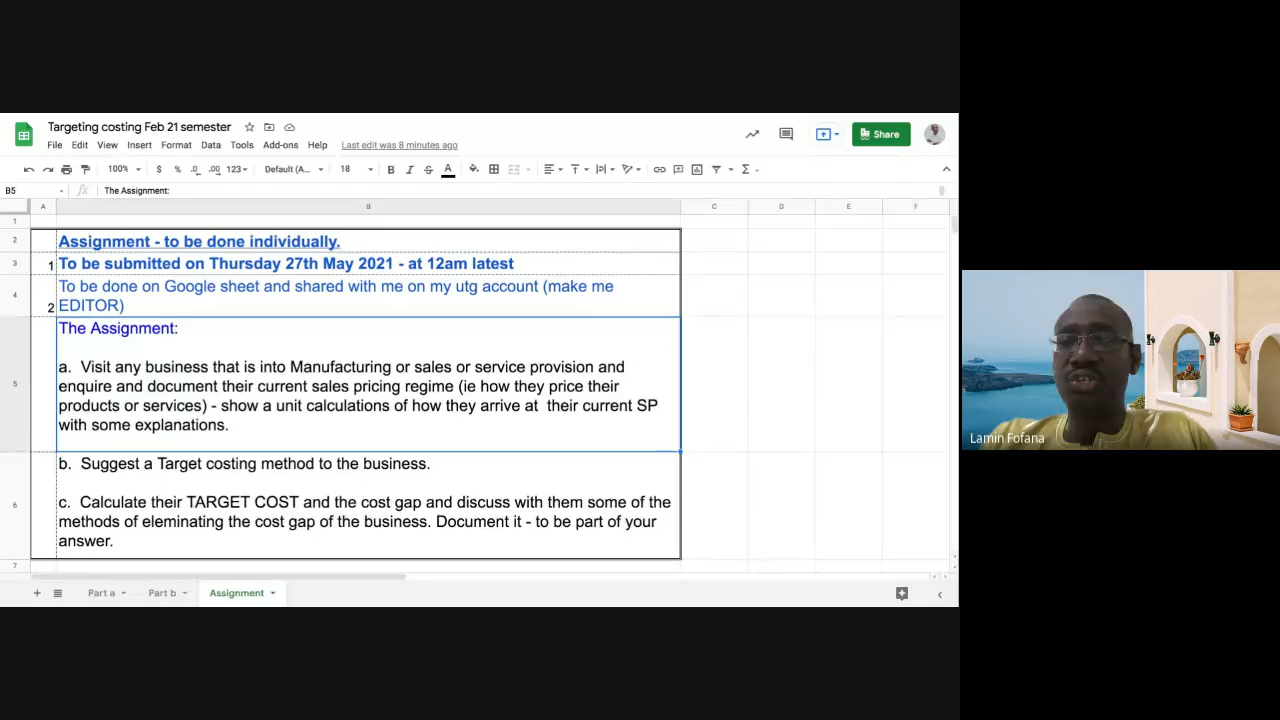 Targeting costing Feb 21 semester
File Edit View Insert Format Data Tools Add-ons Help Last edit was 8 minutes ago
Share
100% $ % .0 .00 123 Default (A... 18 B I S A
B5 fx The Assignment:
A B C D E F
1
2 Assignment - to be done individually.
3 1 To be submitted on Thursday 27th May 2021 - at 12am latest
4 2 To be done on Google sheet and shared with me on my utg account (make me
EDITOR)
The Assignment:
5 a. Visit any business that is into Manufacturing or sales or service provision and
enquire and document their current sales pricing regime (ie how they price their
products or services) - show a unit calculations of how they arrive at their current SP
with some explanations.
b. Suggest a Target costing method to the business.
6 c. Calculate their TARGET COST and the cost gap and discuss with them some of the
methods of eleminating the cost gap of the business. Document it - to be part of your
answer.
7
Part a Part b Assignment
Lamin Fofana